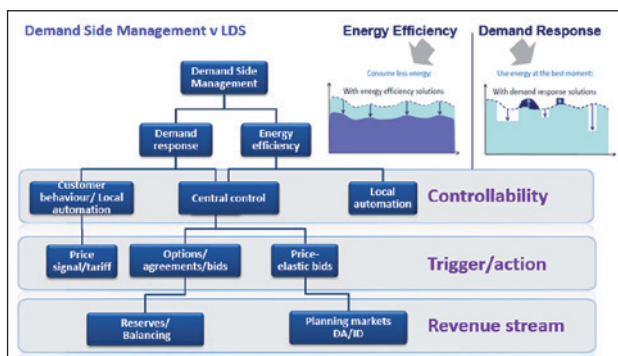 Demand Side Management v LDS
Energy Efficiency
Demand Response
Consume less energy:
With energy efficiency solutions
Use energy at the best moment:
With demand response solutions
Demand Side
Management
Demand
response
Energy
efficiency
Customer
behaviour/ Local
automation
Central control
Local
automation
Controllability
Price
signal/tariff
Options/
agreements/bids
Price-
elastic bids
Trigger/action
Reserves/
Balancing
Planning markets
DA/ID
Revenue stream